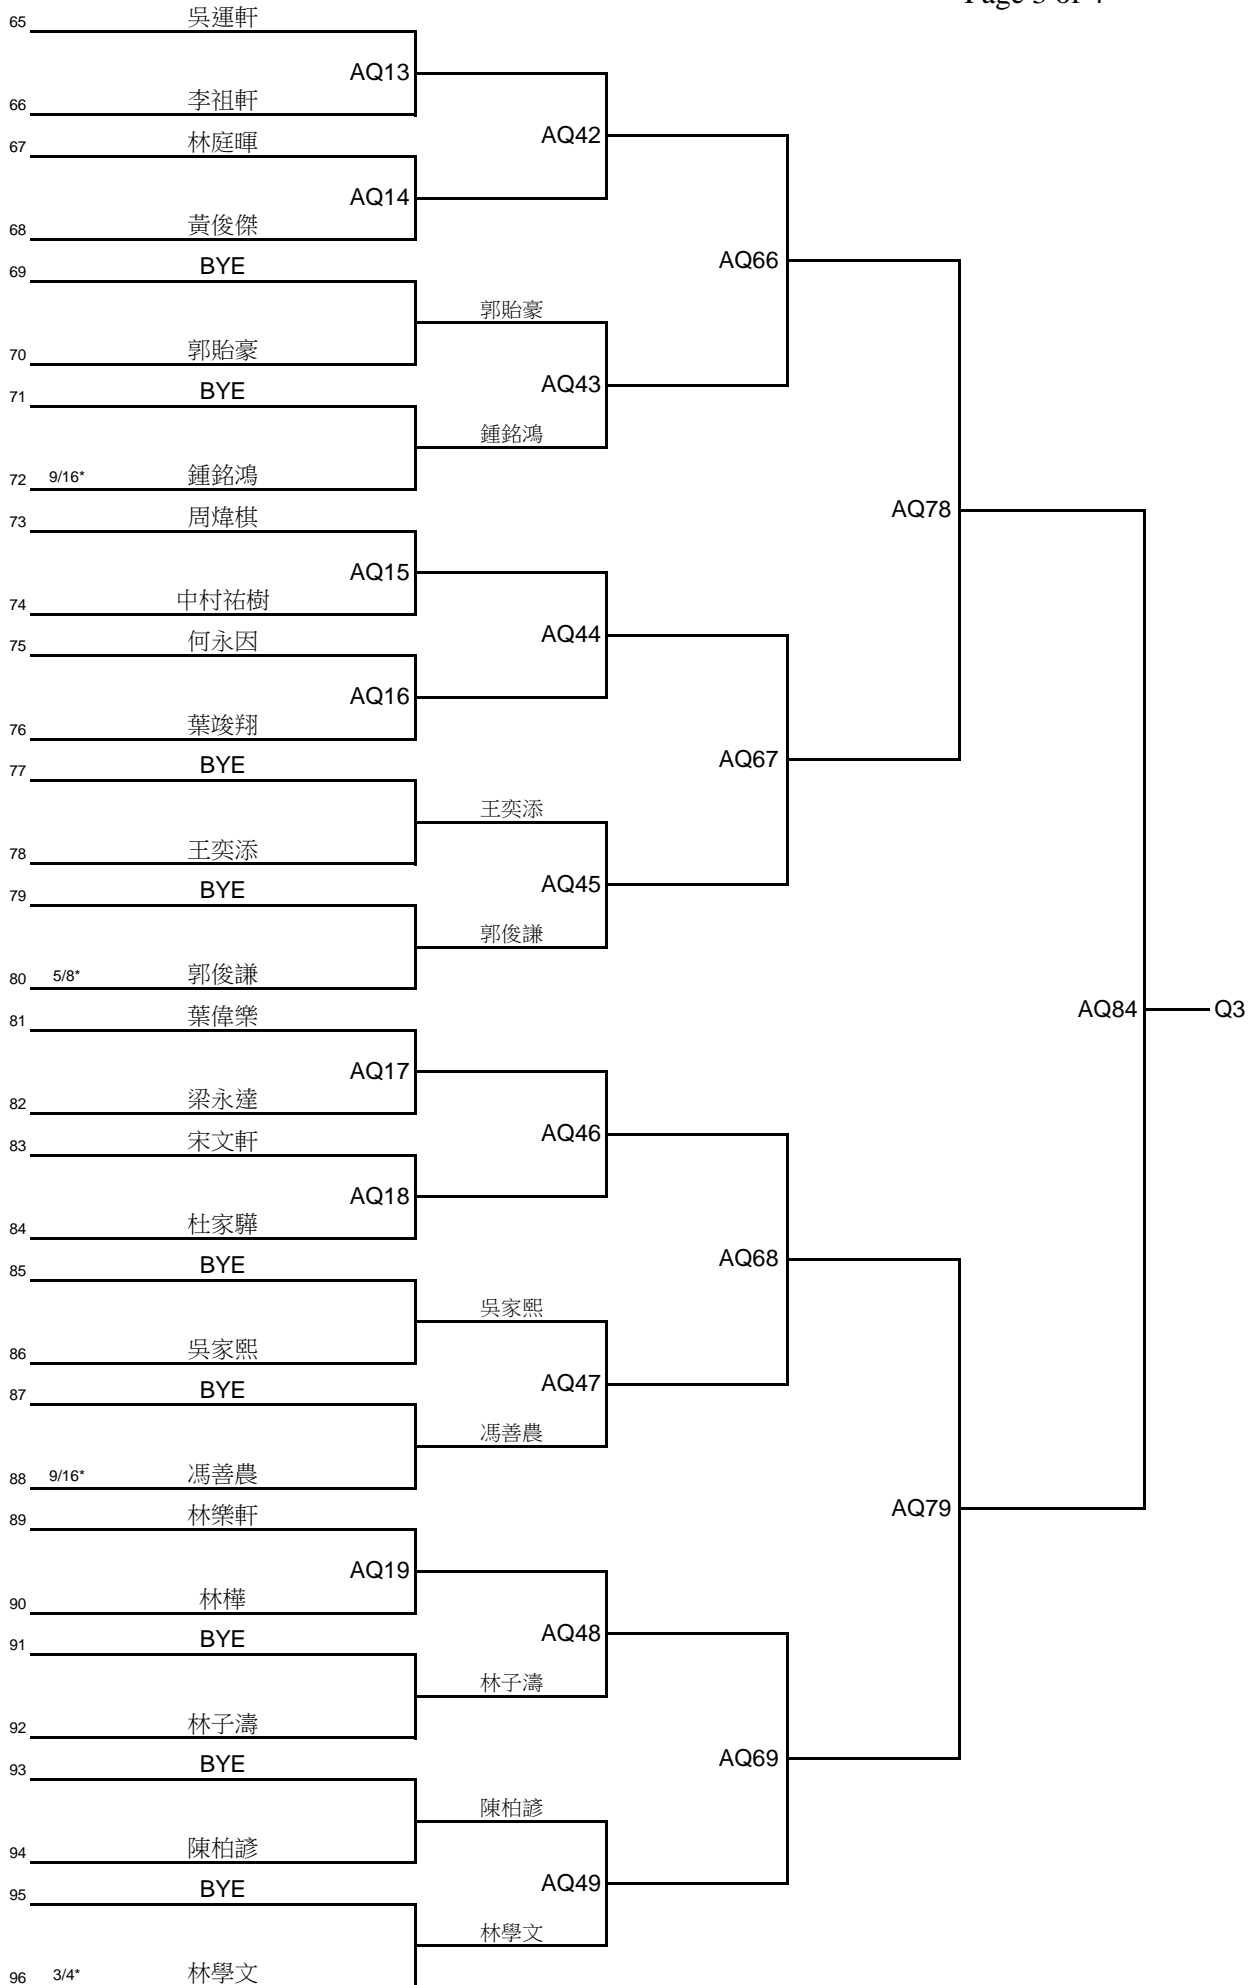 Page 3 of 4
65 吳運軒
AQ13
66 李祖軒
AQ42
67 林庭暉
AQ14
68 黃俊傑
AQ66
69 BYE
郭貽豪
70 郭貽豪
AQ43
71 BYE
鍾銘鴻
72 9/16* 鍾銘鴻
AQ78
73 周煒棋
AQ15
74 中村祐樹
AQ44
75 何永因
AQ16
76 葉竣翔
AQ67
77 BYE
王奕添
78 王奕添
AQ45
79 BYE
郭俊謙
80 5/8* 郭俊謙
AQ84 Q3
81 葉偉樂
AQ17
82 梁永達
AQ46
83 宋文軒
AQ18
84 杜家驊
AQ68
85 BYE
吳家熙
86 吳家熙
AQ47
87 BYE
馮善農
88 9/16* 馮善農
AQ79
89 林樂軒
AQ19
90 林樺
AQ48
91 BYE
林子濤
92 林子濤
AQ69
93 BYE
陳柏諺
94 陳柏諺
AQ49
95 BYE
林學文
96 3/4* 林學文